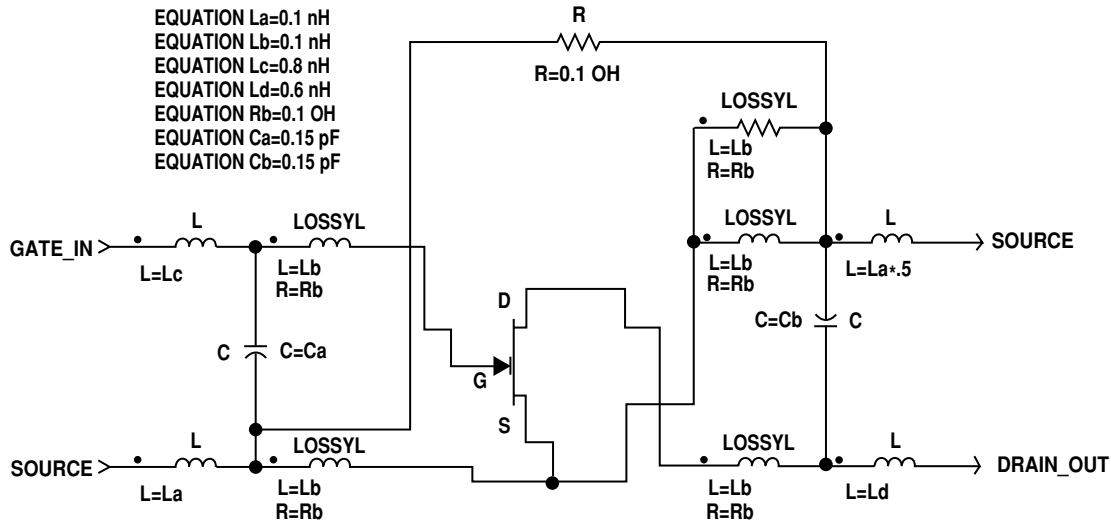 EQUATION La=0.1 nH
EQUATION Lb=0.1 nH
EQUATION Lc=0.8 nH
EQUATION Ld=0.6 nH
EQUATION Rb=0.1 OH
EQUATION Ca=0.15 pF
EQUATION Cb=0.15 pF
R
R=0.1 OH
LOSSYL
L=Lb
R=Rb
GATE_IN
L
L=Lc
LOSSYL
L=Lb
R=Rb
LOSSYL
L=Lb
R=Rb
L
L=La*.5
SOURCE
C
C=Ca
D
G
S
C=Cb
C
SOURCE
L
L=La
LOSSYL
L=Lb
R=Rb
LOSSYL
L=Lb
R=Rb
L
L=Ld
DRAIN_OUT